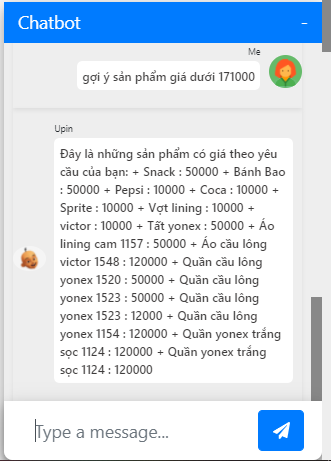 Chatbot
-
Me
gợi ý sản phẩm giá dưới 171000
Upin
Đây là những sản phẩm có giá theo yêu
cầu của bạn: + Snack : 50000 + Bánh Bao
: 50000 + Pepsi : 10000 + Coca : 10000 +
Sprite : 10000 + Vợt lining : 10000 +
victor : 10000 + Tất yonex : 50000 + Áo
lining cam 1157 : 50000 + Áo cầu lông
victor 1548 : 120000 + Quần cầu lông
yonex 1520 : 50000 + Quần cầu lông
yonex 1523 : 50000 + Quần cầu lông
yonex 1523 : 12000 + Quần cầu lông
yonex 1154 : 120000 + Quần yonex trắng
sọc 1124 : 120000 + Quần yonex trắng
sọc 1124 : 120000
Type a message...